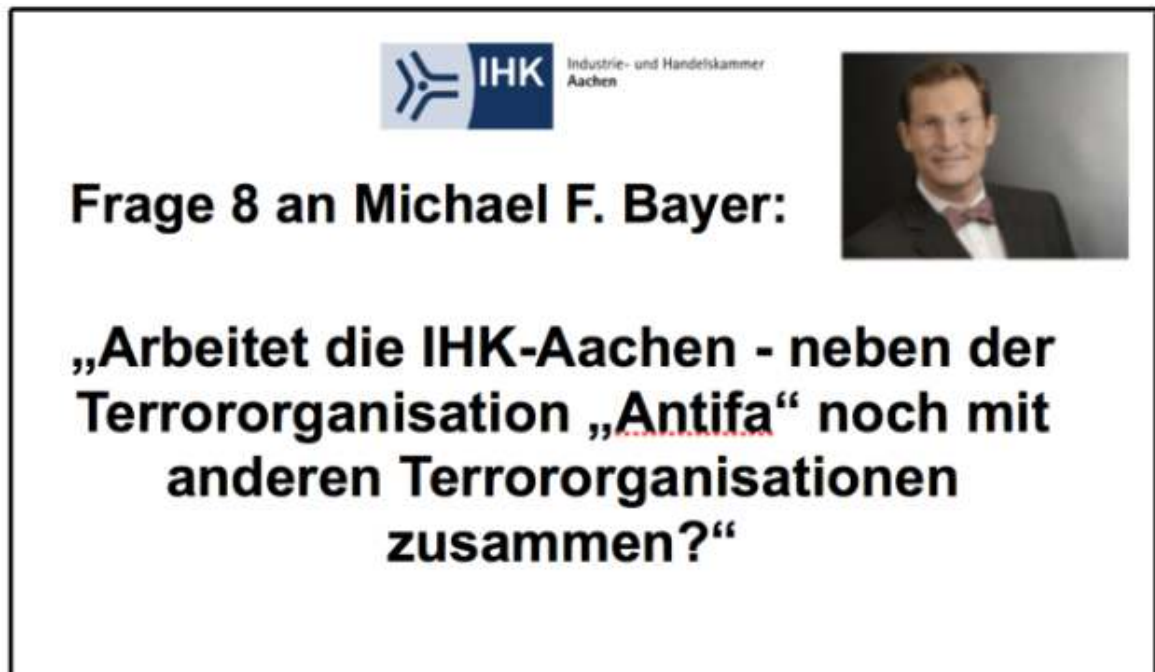 IHK
Industrie- und Handelskammer
Aachen
Frage 8 an Michael F. Bayer:
„Arbeitet die IHK-Aachen - neben der
Terrororganisation „Antifa“ noch mit
anderen Terrororganisationen
zusammen?“